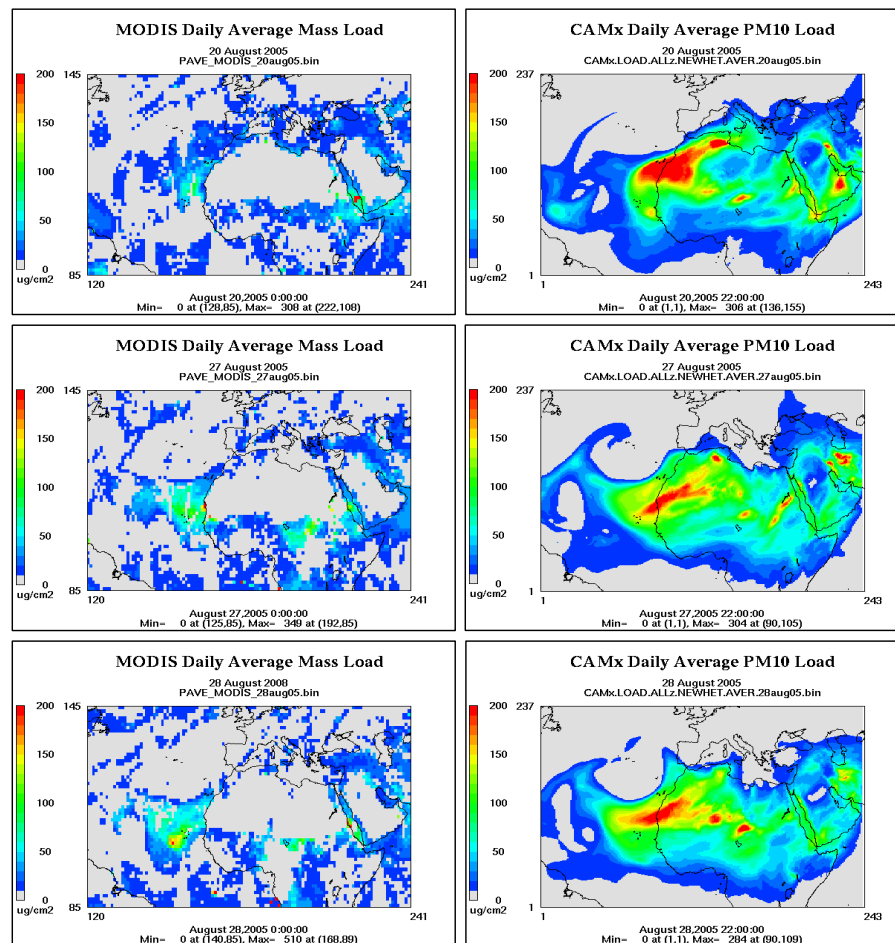 MODIS Daily Average Mass Load
20 August 2005
PAVE_MODIS_20aug05.bin
200
150
100
50
0
ug/cm2
145
85
120
241
August 20,2005 0:00:00
Min= 0 at (128,85), Max= 308 at (222,108)
CAMx Daily Average PM10 Load
20 August 2005
CAMx.LOAD.ALLz.NEWHET.AVER.20aug05.bin
200
150
100
50
0
ug/cm2
237
1
1
243
August 20,2005 22:00:00
Min= 0 at (1,1), Max= 306 at (136,155)
MODIS Daily Average Mass Load
27 August 2005
PAVE_MODIS_27aug05.bin
200
150
100
50
0
ug/cm2
145
85
120
241
August 27,2005 0:00:00
Min= 0 at (125,85), Max= 349 at (192,85)
CAMx Daily Average PM10 Load
27 August 2005
CAMx.LOAD.ALLz.NEWHET.AVER.27aug05.bin
200
150
100
50
0
ug/cm2
237
1
1
243
August 27,2005 22:00:00
Min= 0 at (1,1), Max= 304 at (90,105)
MODIS Daily Average Mass Load
28 August 2008
PAVE_MODIS_28aug05.bin
200
150
100
50
0
ug/cm2
145
85
120
241
August 28,2005 0:00:00
Min= 0 at (140,85), Max= 510 at (168,89)
CAMx Daily Average PM10 Load
28 August 2005
CAMx.LOAD.ALLz.NEWHET.AVER.28aug05.bin
200
150
100
50
0
ug/cm2
237
1
1
243
August 28,2005 22:00:00
Min= 0 at (1,1), Max= 284 at (90,109)